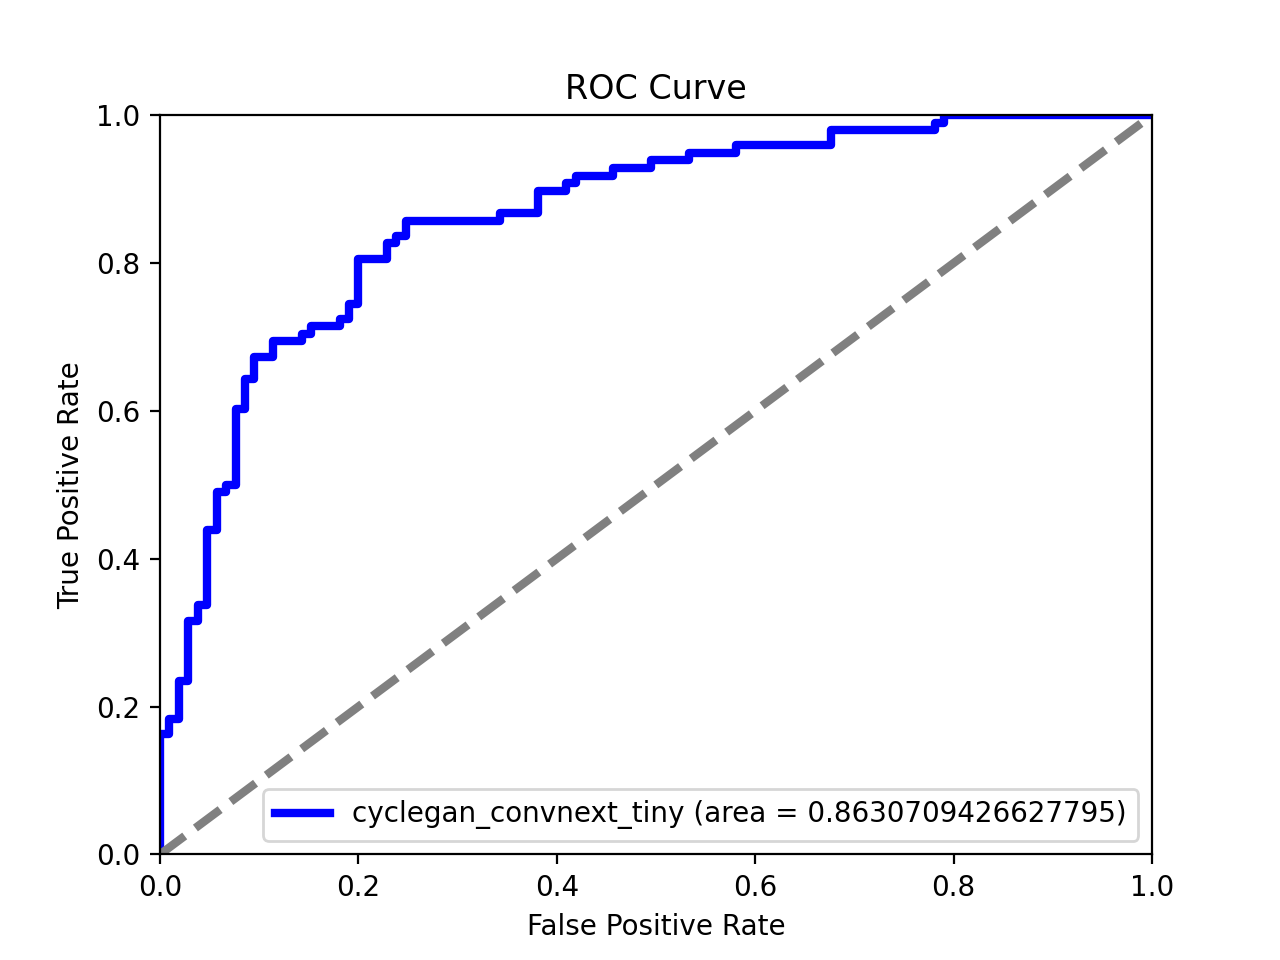 ROC Curve
1.0
0.8
0.6
0.4
0.2
0.0
True Positive Rate
cyclegan_convnext_tiny (area = 0.8630709426627795)
0.0 0.2 0.4 0.6 0.8 1.0
False Positive Rate